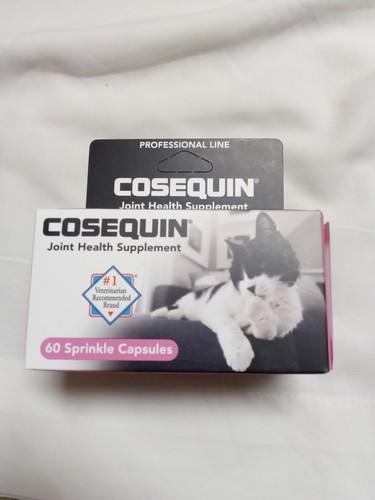 PROFESSIONAL LINE
COSEQUIN®
Joint Health Supplement
COSEQUIN®
Joint Health Supplement
#1
Veterinarian
Recommended
Brand
60 Sprinkle Capsules